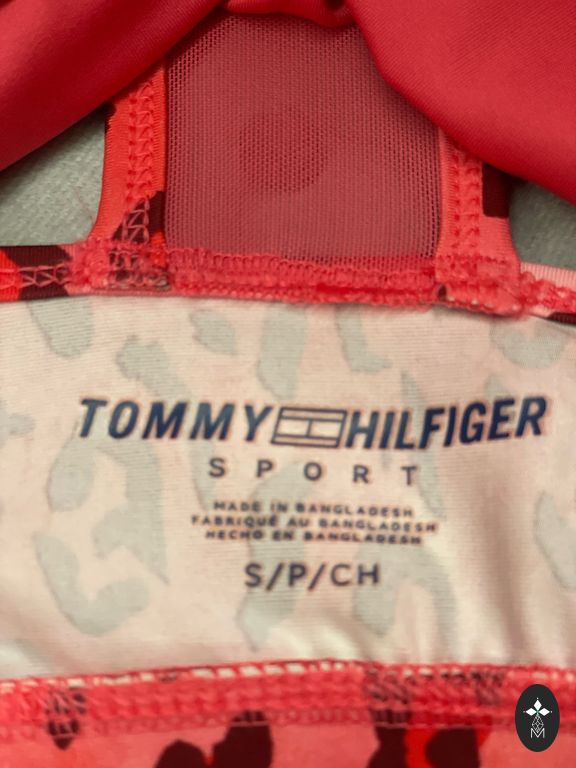 TOMMY HILFIGER
SPORT
MADE IN BANGLADESH
FABRIQUÉ AU BANGLADESH
HECHO EN BANGLADESH
S/P/CH
M